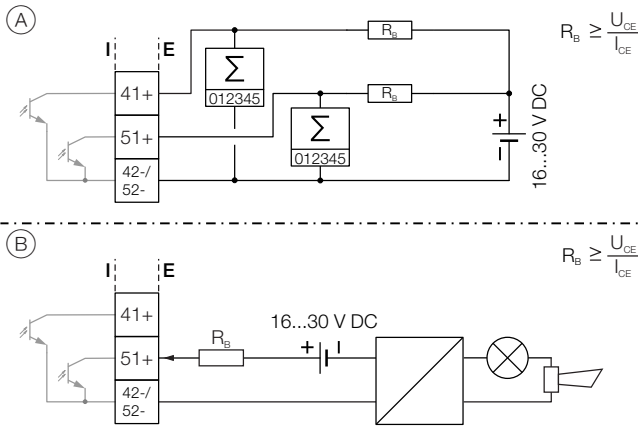 A
I E
41+
51+
42-/
52-
Σ
012345
Σ
012345
R_B
R_B
+
I
16...30 V DC
R_B ≥ U_CE / I_CE
B
I E
41+
51+
42-/
52-
R_B
16...30 V DC
+ I
R_B ≥ U_CE / I_CE